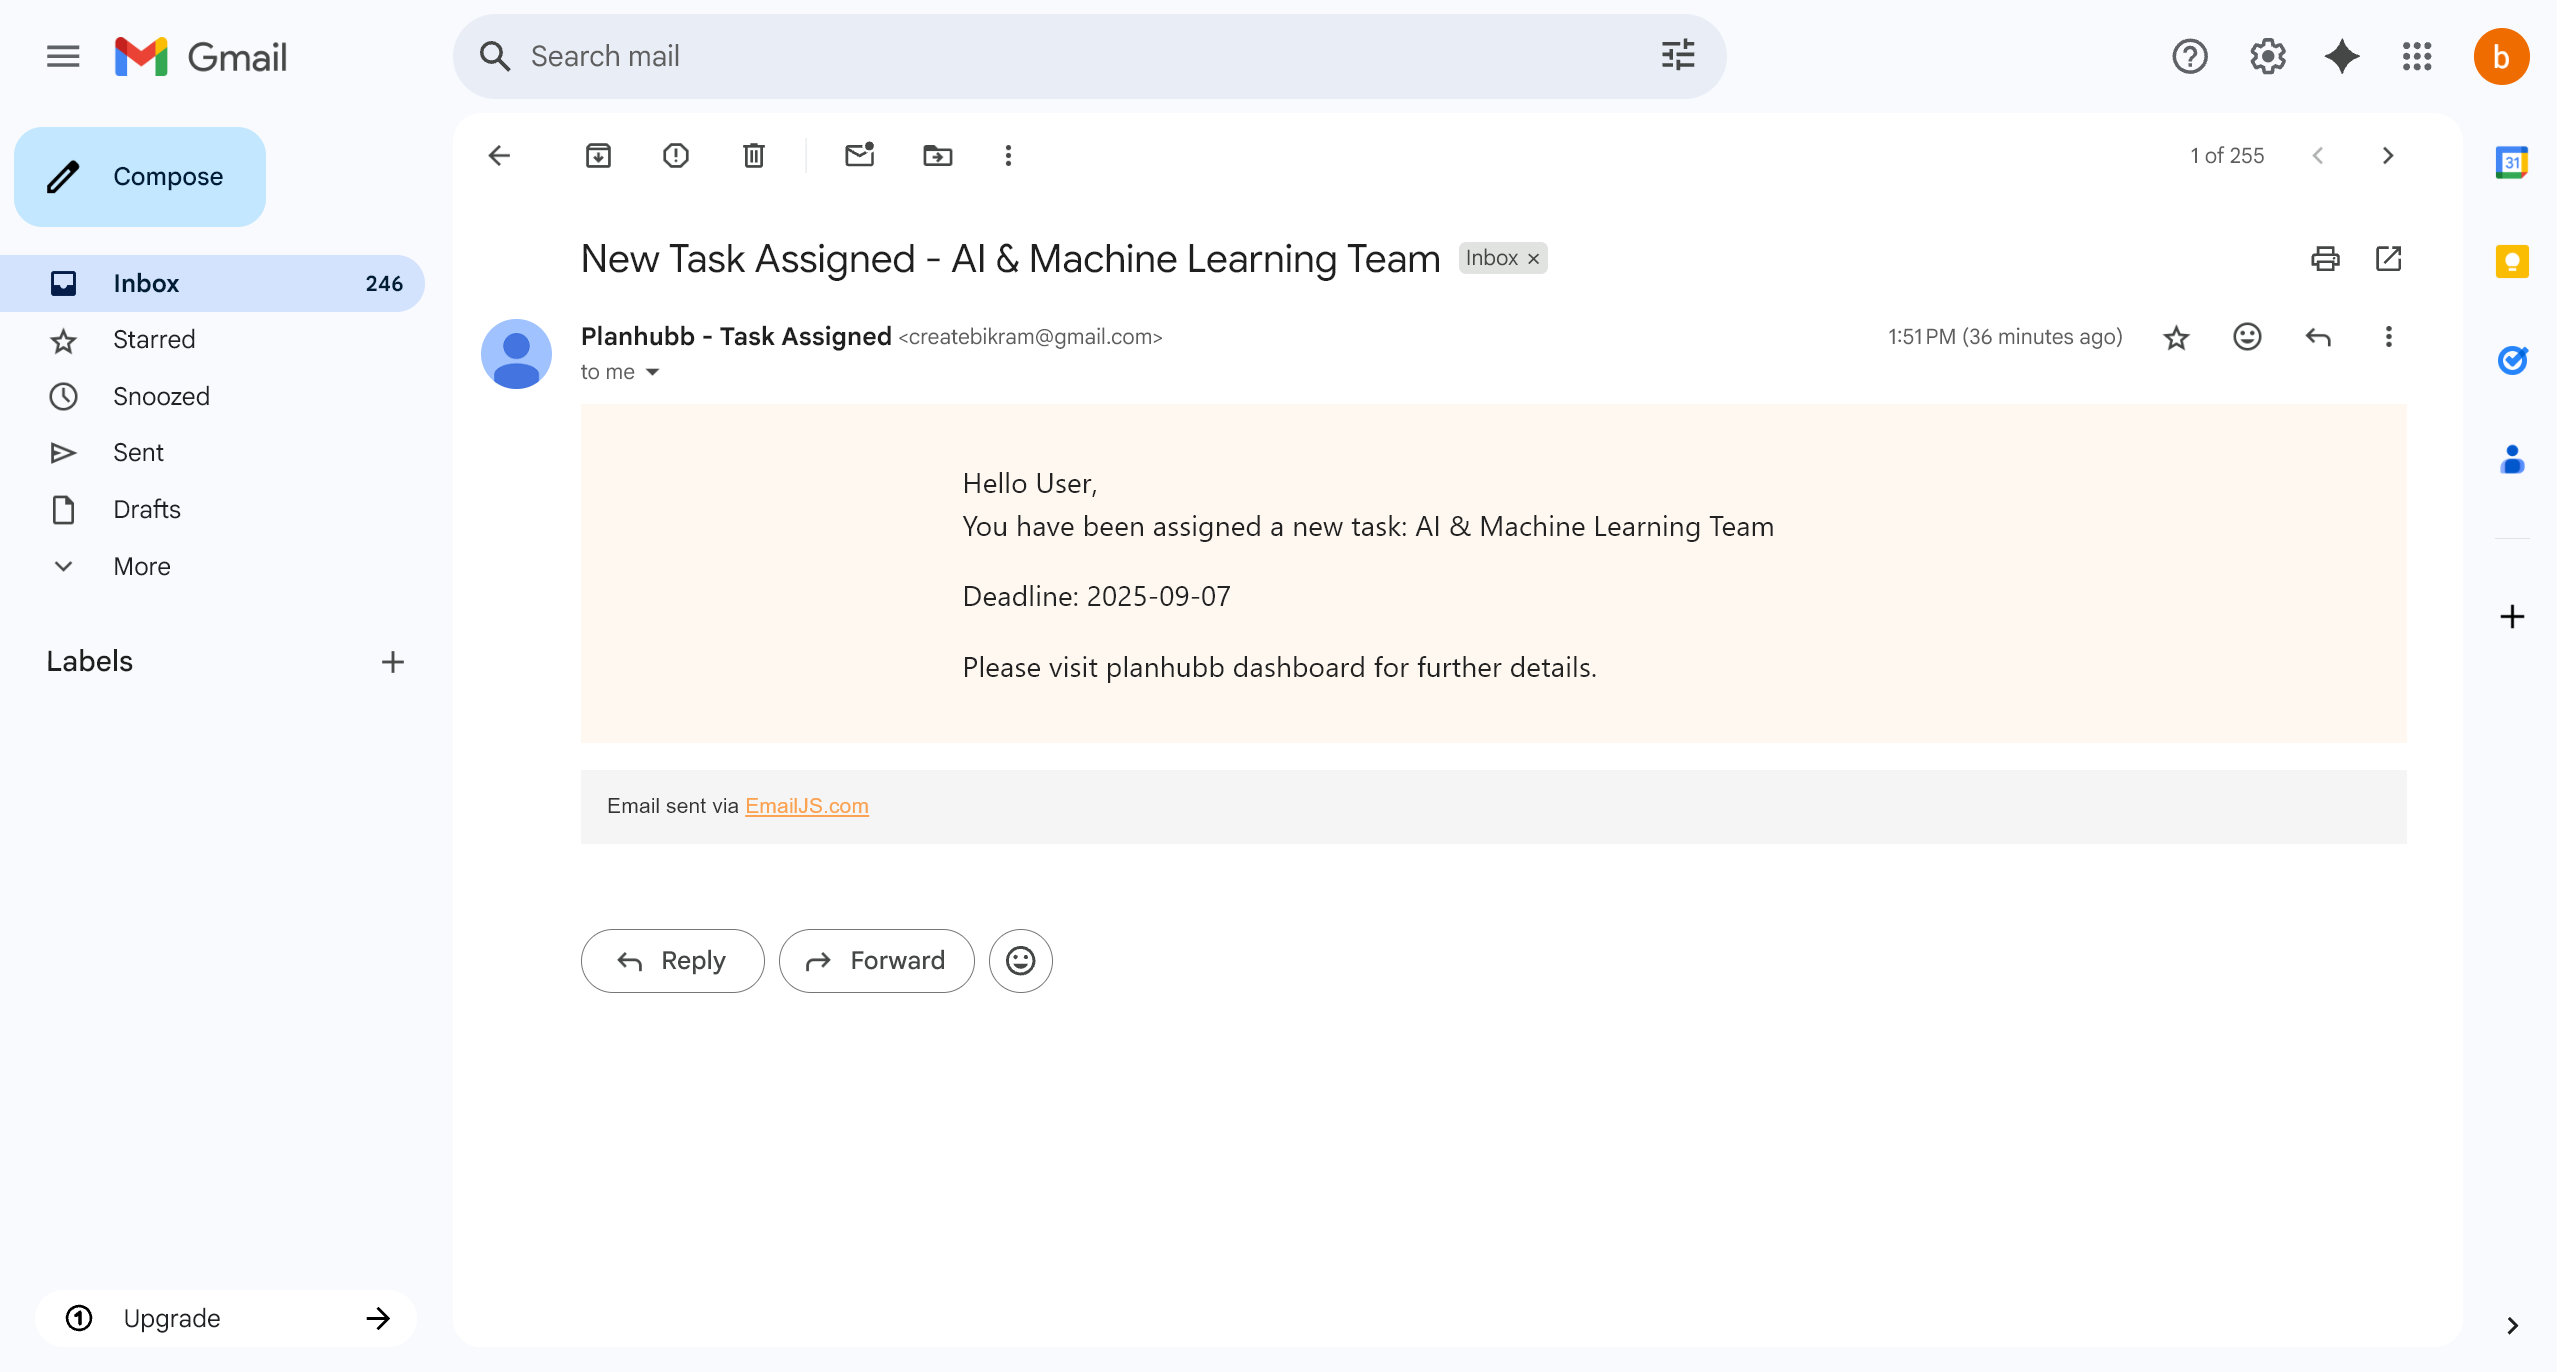 Gmail
Search mail
b
Compose
1 of 255
31
Inbox 246
Starred
Snoozed
Sent
Drafts
More
Labels
New Task Assigned - AI & Machine Learning Team Inbox ×
Planhubb - Task Assigned <createbikram@gmail.com> 1:51 PM (36 minutes ago)
to me
Hello User,
You have been assigned a new task: AI & Machine Learning Team
Deadline: 2025-09-07
Please visit planhubb dashboard for further details.
Email sent via EmailJS.com
Reply Forward
1 Upgrade